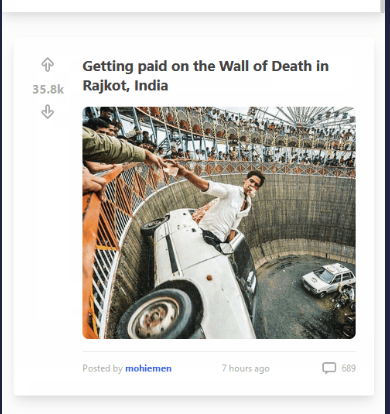 Getting paid on the Wall of Death in
Rajkot, India
35.8k
Posted by mohiemen
7 hours ago
689